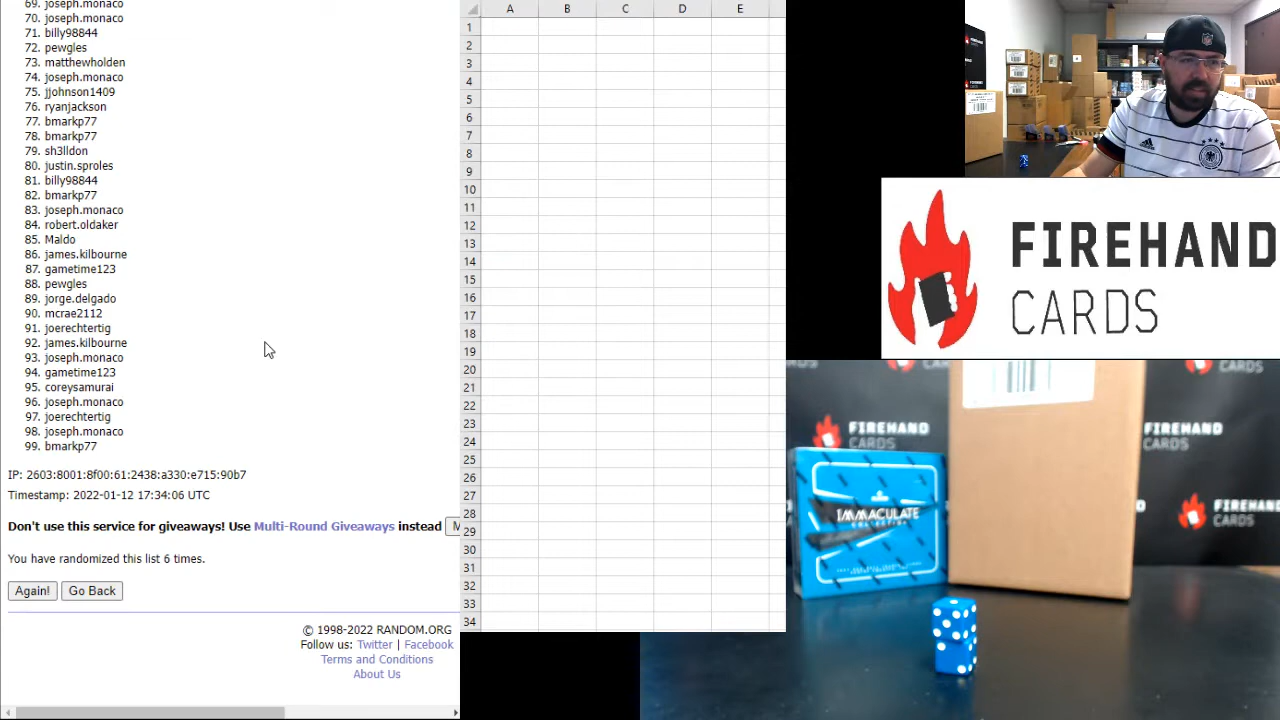 69. joseph.monaco
70. joseph.monaco
71. billy98844
72. pewgles
73. matthewholden
74. joseph.monaco
75. jjohnson1409
76. ryanjackson
77. bmarkp77
78. bmarkp77
79. sh3lldon
80. justin.sproles
81. billy98844
82. bmarkp77
83. joseph.monaco
84. robert.oldaker
85. Maldo
86. james.kilbourne
87. gametime123
88. pewgles
89. jorge.delgado
90. mcrae2112
91. joerechtertig
92. james.kilbourne
93. joseph.monaco
94. gametime123
95. coreysamurai
96. joseph.monaco
97. joerechtertig
98. joseph.monaco
99. bmarkp77
IP: 2603:8001:8f00:61:2438:a330:e715:90b7
Timestamp: 2022-01-12 17:34:06 UTC
Don't use this service for giveaways! Use Multi-Round Giveaways instead M
You have randomized this list 6 times.
Again! Go Back
© 1998-2022 RANDOM.ORG
Follow us: Twitter | Facebook
Terms and Conditions
About Us
A B C D E
1
2
3
4
5
6
7
8
9
10
11
12
13
14
15
16
17
18
19
20
21
22
23
24
25
26
27
28
29
30
31
32
33
34
FIREHAND
CARDS
FIREHAND
CARDS
FIREHAND
CARDS
IMMACULATE
COLLECTION